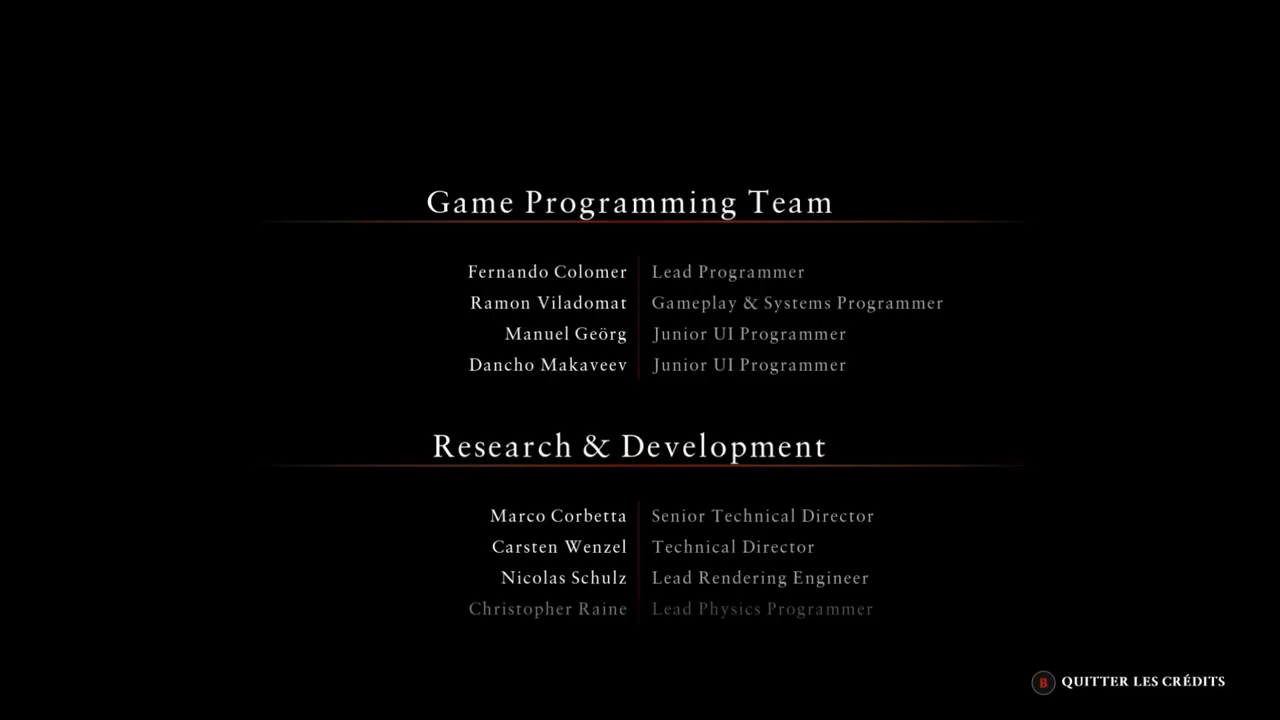 Game Programming Team
Fernando Colomer Lead Programmer
Ramon Viladomat Gameplay & Systems Programmer
Manuel Geörg Junior UI Programmer
Dancho Makaveev Junior UI Programmer
Research & Development
Marco Corbetta Senior Technical Director
Carsten Wenzel Technical Director
Nicolas Schulz Lead Rendering Engineer
Christopher Raine Lead Physics Programmer
B QUITTER LES CRÉDITS